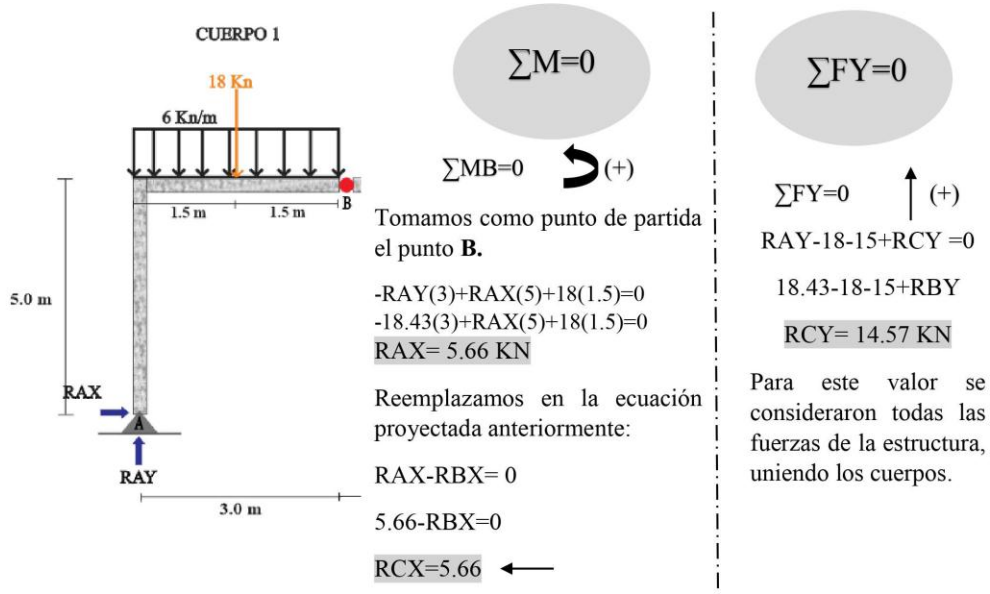 CUERPO 1
18 Kn
6 Kn/m
B
1.5 m
1.5 m
5.0 m
RAX
A
RAY
3.0 m
∑M=0
∑MB=0 (+)
Tomamos como punto de partida
el punto B.
-RAY(3)+RAX(5)+18(1.5)=0
-18.43(3)+RAX(5)+18(1.5)=0
RAX= 5.66 KN
Reemplazamos en la ecuación
proyectada anteriormente:
RAX-RBX= 0
5.66-RBX=0
RCX=5.66
∑FY=0
∑FY=0 (+)
RAY-18-15+RCY =0
18.43-18-15+RBY
RCY= 14.57 KN
Para este valor se
consideraron todas las
fuerzas de la estructura,
uniendo los cuerpos.